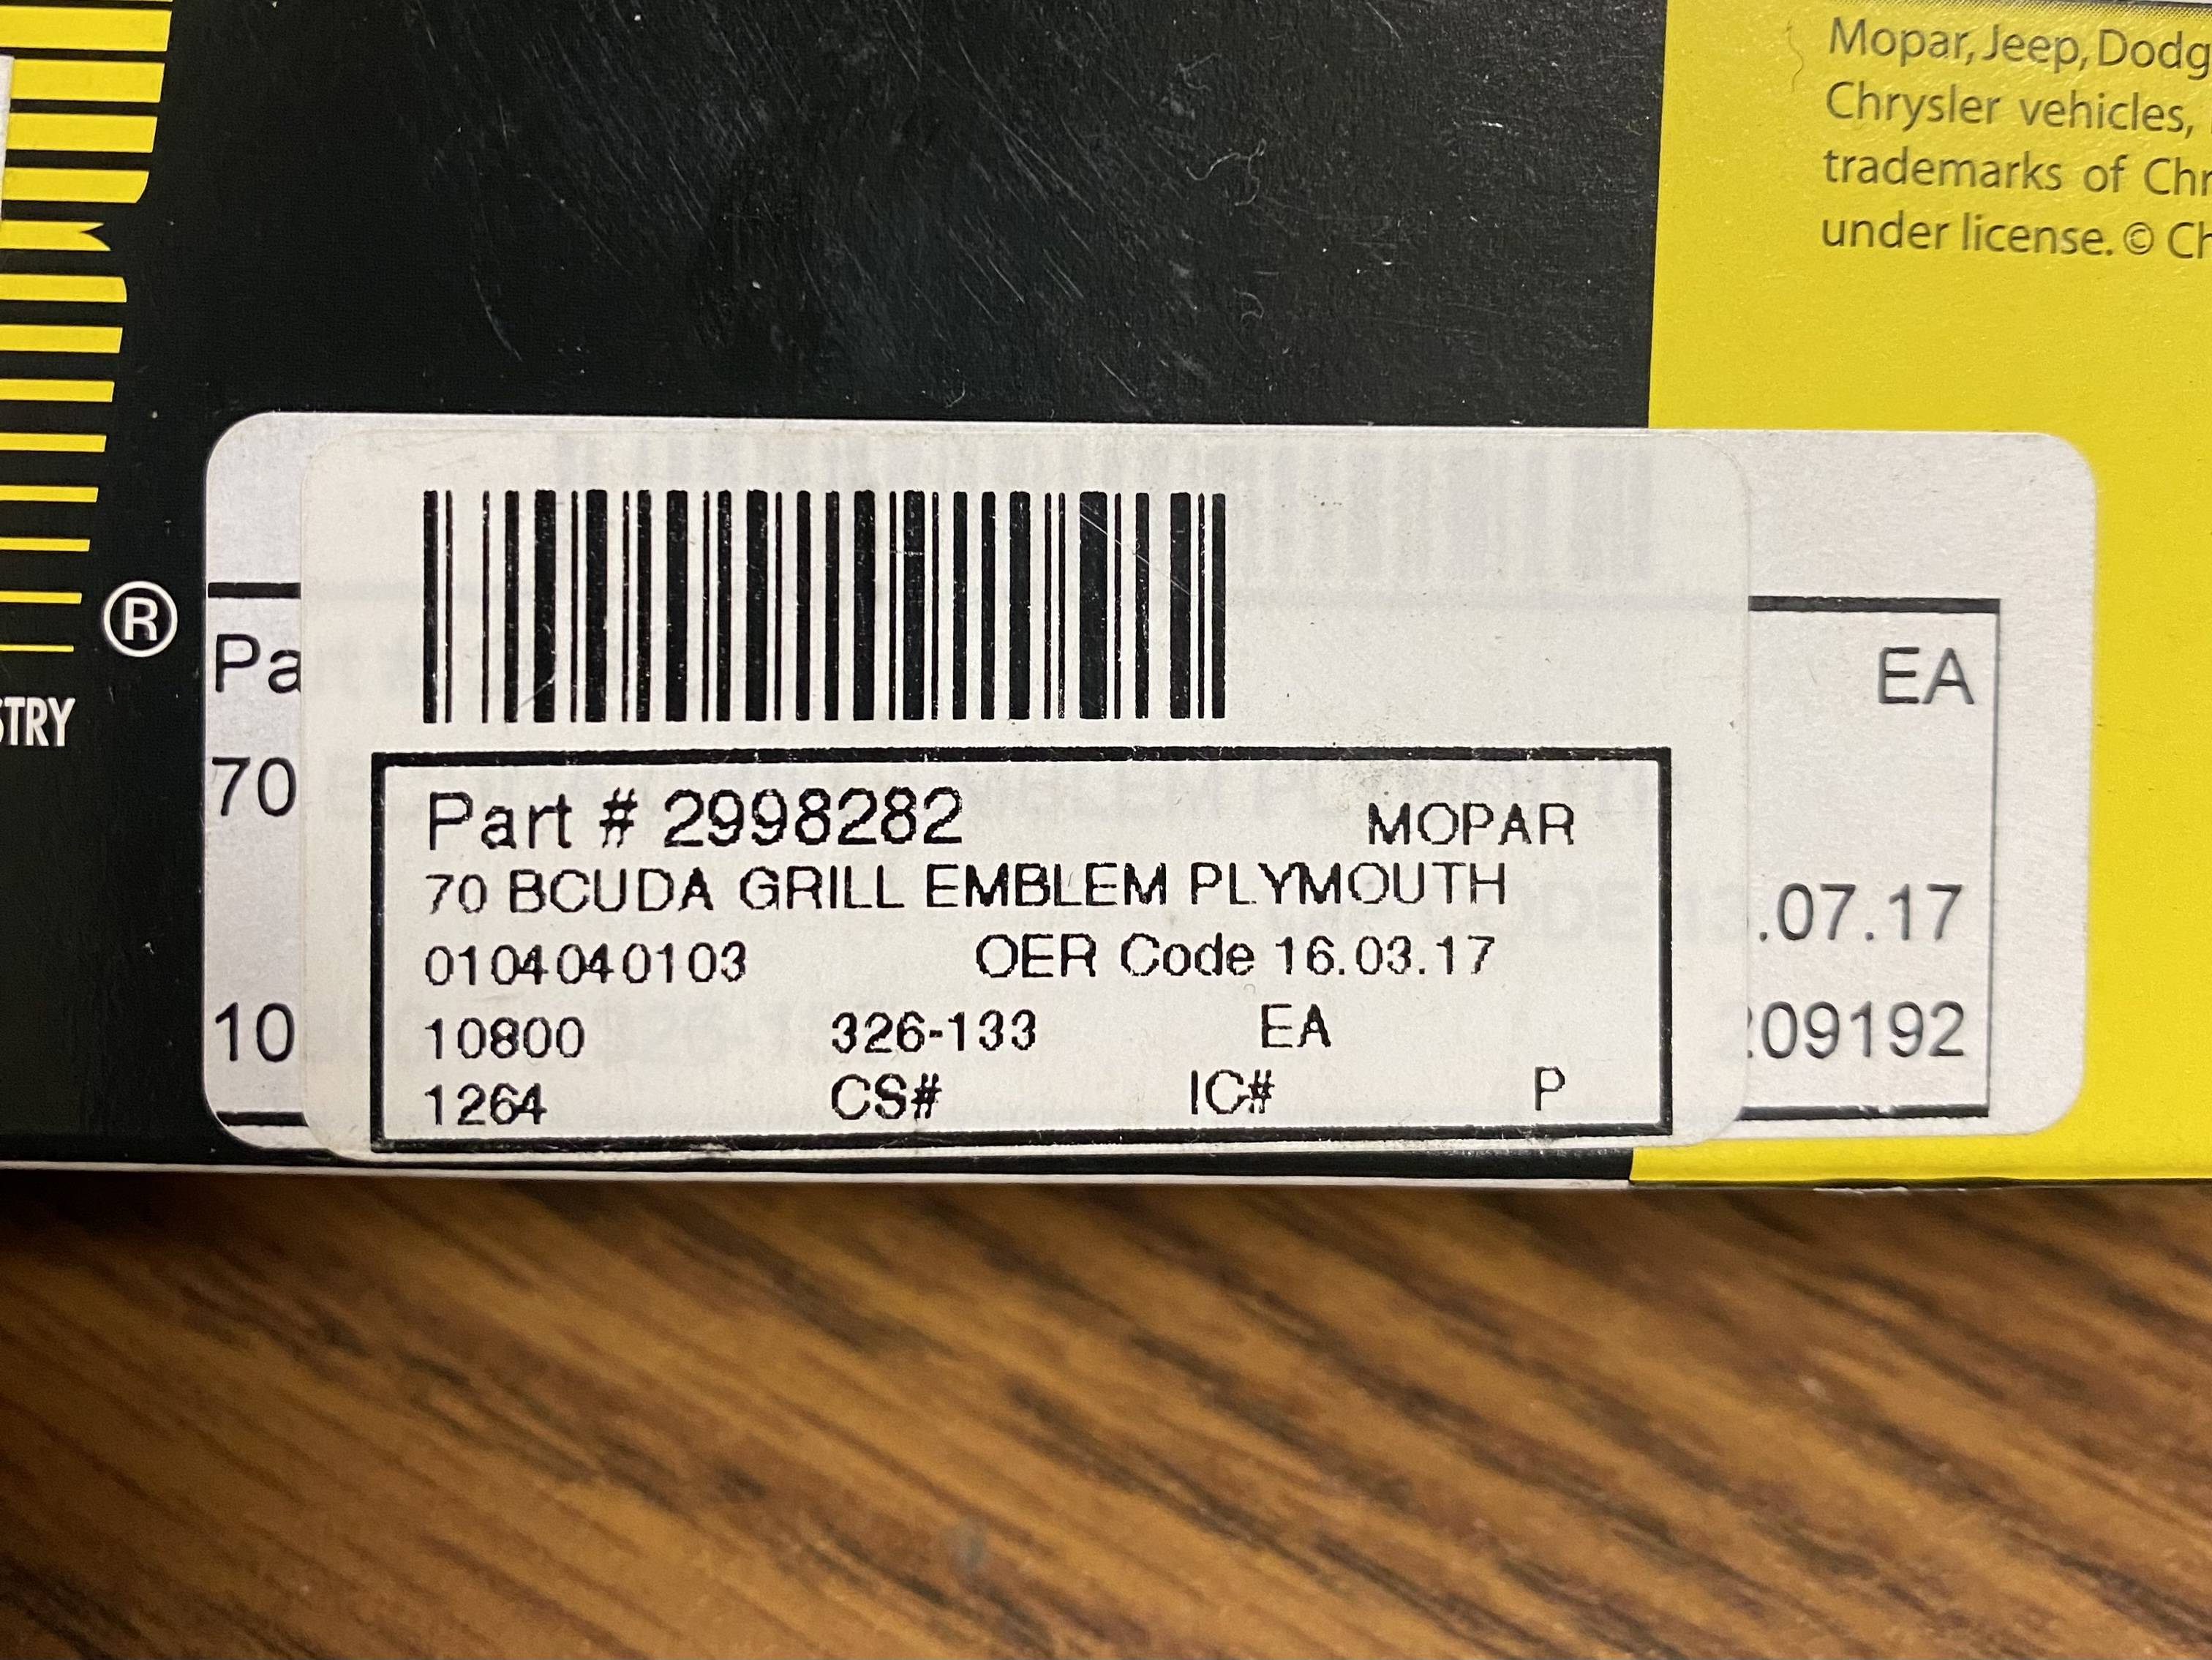 Mopar, Jeep, Dodg
Chrysler vehicles,
trademarks of Chr
under license. © Ch
®
STRY
Pa
EA
70
.07.17
10
09192
Part # 2998282 MOPAR
70 BCUDA GRILL EMBLEM PLYMOUTH
0104040103 OER Code 16.03.17
10800 326-133 EA
1264 CS# IC# P